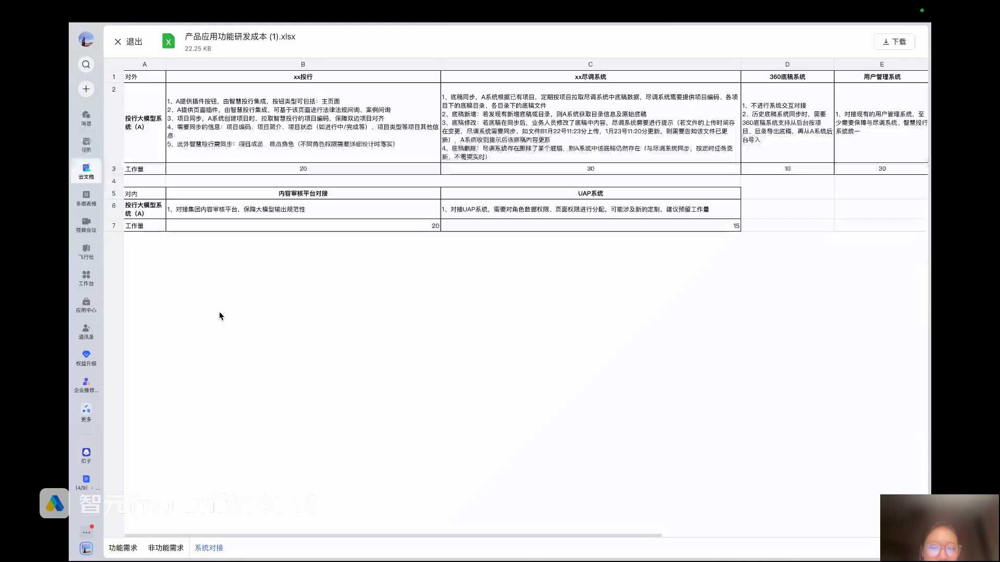 退出
产品应用功能研发成本 (1).xlsx
22.25 KB
下载
A B C D E
1 对外 xx投行 xx尽调系统 360底稿系统 用户管理系统
2
投行大模型系
统（A）
1、A提供插件按钮，由智慧投行集成，按钮类型可包括：主页面
2、A提供页面插件，由智慧投行集成，可基于该页面进行法律法规问询、案例问询
3、项目同步，A系统创建项目时、拉取智慧投行的项目编码，保障双边项目对齐
4、需要同步的信息：项目编码、项目简介、项目状态（如进行中/完成等）、项目类型等项目其他信
息
5、此外智慧投行需同步：项目成员、成员角色（不同角色权限需要详细设计时落实）
1、底稿同步，A系统根据已有项目，定期按项目拉取尽调系统中底稿数据，尽调系统需要提供项目编码、各项
目下的底稿目录、各目录下的底稿文件
2、底稿新增：若发现有新增底稿或目录，则A系统获取目录信息及原始底稿
3、底稿修改：若底稿在同步后，业务人员修改了底稿中内容，尽调系统需要进行提示（若文件的上传时间存
在变更，尽调系统需要同步，如文件B1月22号11:23分上传，1月23号11:20分更新，则需要告知该文件已更
新），A系统收到提示后该底稿内容更新
4、底稿删除：尽调系统存在删除了某个底稿，则A系统中该底稿仍然存在（与尽调系统同步，按定时任务更
新，不需要实时）
1、不进行系统交互对接
2、历史底稿系统同步时，需要
360底稿系统支持从后台按项
目、目录导出底稿，再从A系统后
台导入
1、对接现有的用户管理系统，至
少需要保障与尽调系统、智慧投行
系统统一
3 工作量 20 30 10 30
4
5 对内 内容审核平台对接 UAP系统
6
投行大模型系
统（A）
1、对接集团内容审核平台，保障大模型输出规范性
1、对接UAP系统，需要对角色数据权限、页面权限进行分配，可能涉及新的定制，建议预留工作量
7 工作量 20 15
消息
日历
云文档
多维表格
视频会议
飞行社
工作台
应用中心
通讯录
权益升级
企业推荐...
更多
扣子
(4/9) : ...
功能需求 非功能需求 系统对接